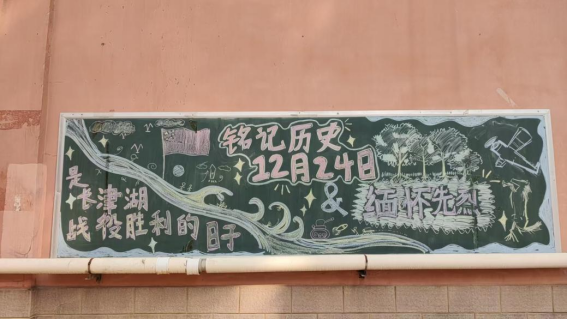 铭记历史
12月24日
是
长津湖
战役胜利的日子
&
缅怀先烈